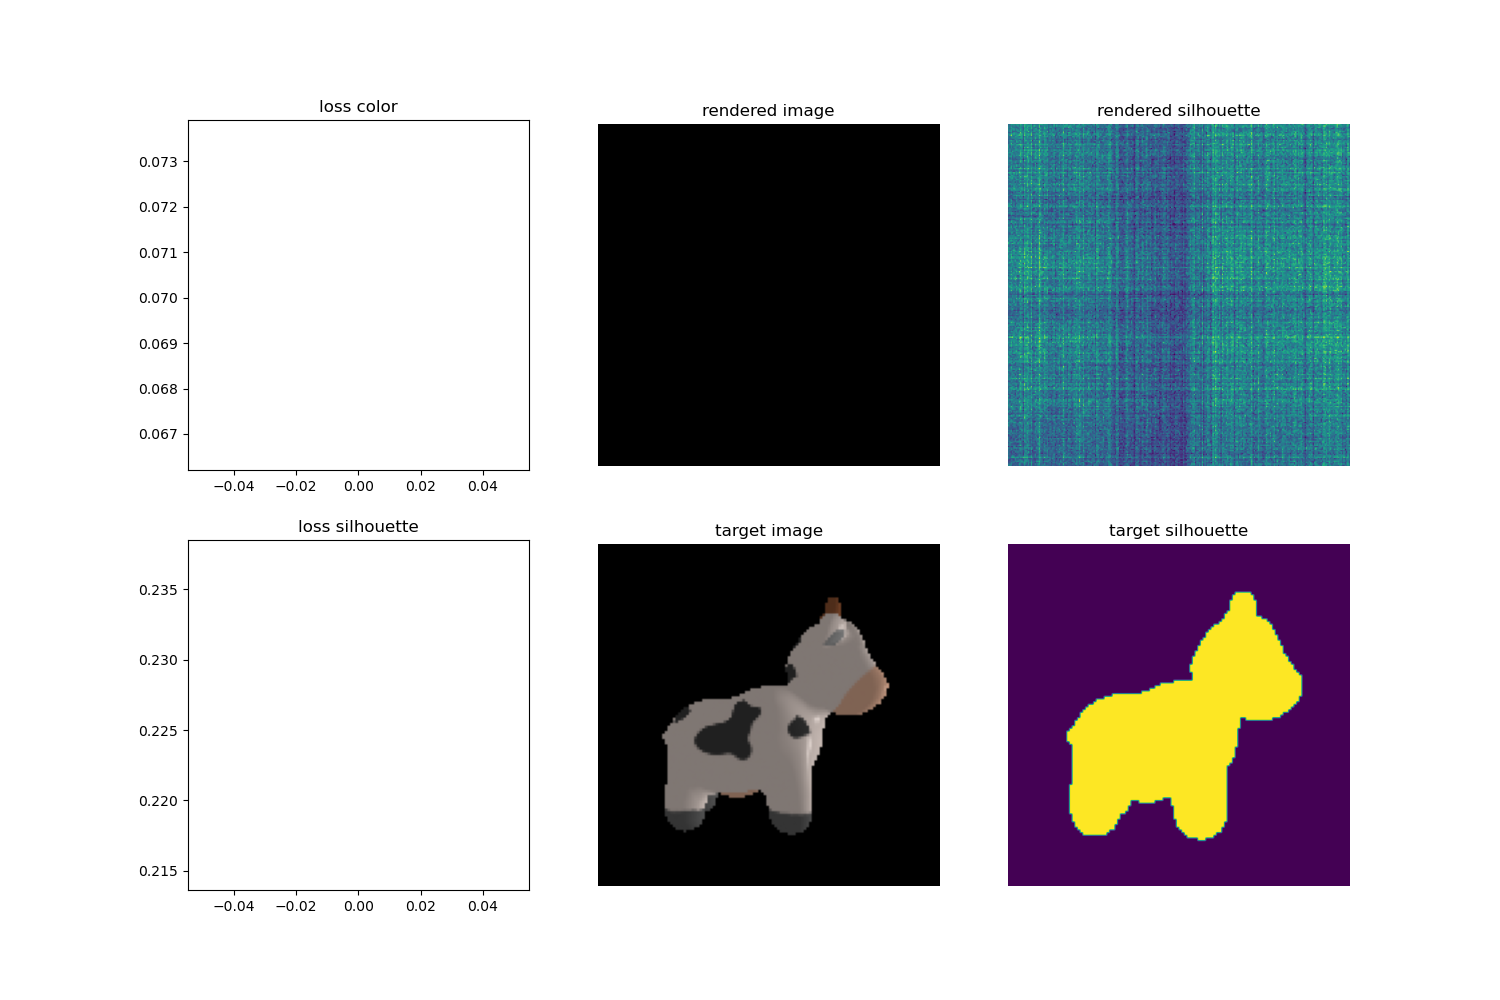 loss color
0.073
0.072
0.071
0.070
0.069
0.068
0.067
−0.04 −0.02 0.00 0.02 0.04
rendered image
rendered silhouette
loss silhouette
0.235
0.230
0.225
0.220
0.215
−0.04 −0.02 0.00 0.02 0.04
target image
target silhouette